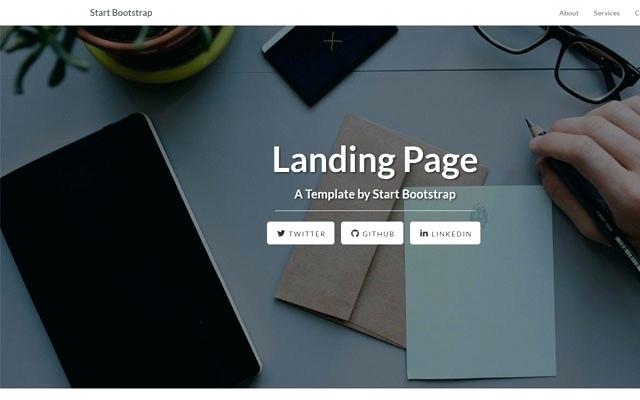 Start Bootstrap
About Services
Landing Page
A Template by Start Bootstrap
TWITTER GITHUB LINKEDIN